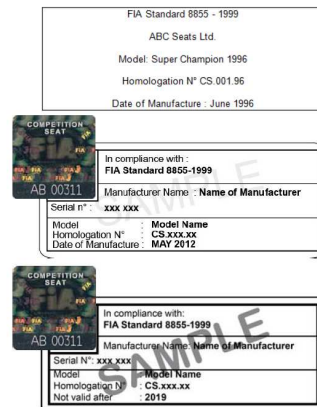 FIA Standard 8855 - 1999
ABC Seats Ltd.
Model: Super Champion 1996
Homologation N° CS.001.96
Date of Manufacture : June 1996
COMPETITION
SEAT
FIA
AB 00311
In compliance with :
FIA Standard 8855-1999
Manufacturer Name : Name of Manufacturer
Serial n° : xxx xxx
Model : Model Name
Homologation N° : CS.xxx.xx
Date of Manufacture : MAY 2012
SAMPLE
COMPETITION
SEAT
FIA
AB 00311
In compliance with:
FIA Standard 8855-1999
Manufacturer Name: Name of Manufacturer
Serial N°: xxx xxx
Model : Model Name
Homologation N° : CS.xxx.xx
Not valid after : 2019
SAMPLE